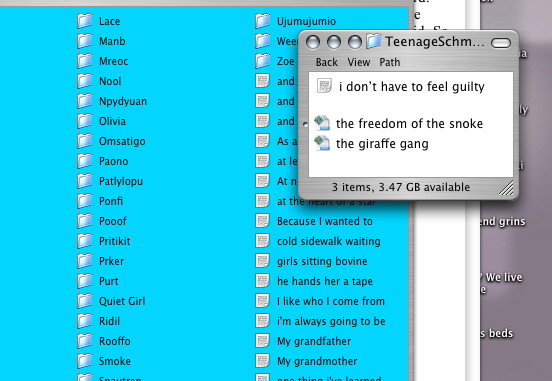 Lace
Manb
Mreoc
Nool
Npydyuan
Olivia
Omsatigo
Paono
Patlylopu
Ponfi
Pooof
Pritikit
Prker
Purt
Quiet Girl
Ridil
Rooffo
Smoke
Ujumujumio
Zoe
and
and
and
As a
at le
At n
at the heart of a star
Because I wanted to
cold sidewalk waiting
girls sitting bovine
he hands her a tape
I like who I come from
i'm always going to be
My grandfather
My grandmother
one thing i've learned
TeenageSchm...
Back View Path
i don't have to feel guilty
the freedom of the snoke
the giraffe gang
3 items, 3.47 GB available
end grins
? We live
s beds